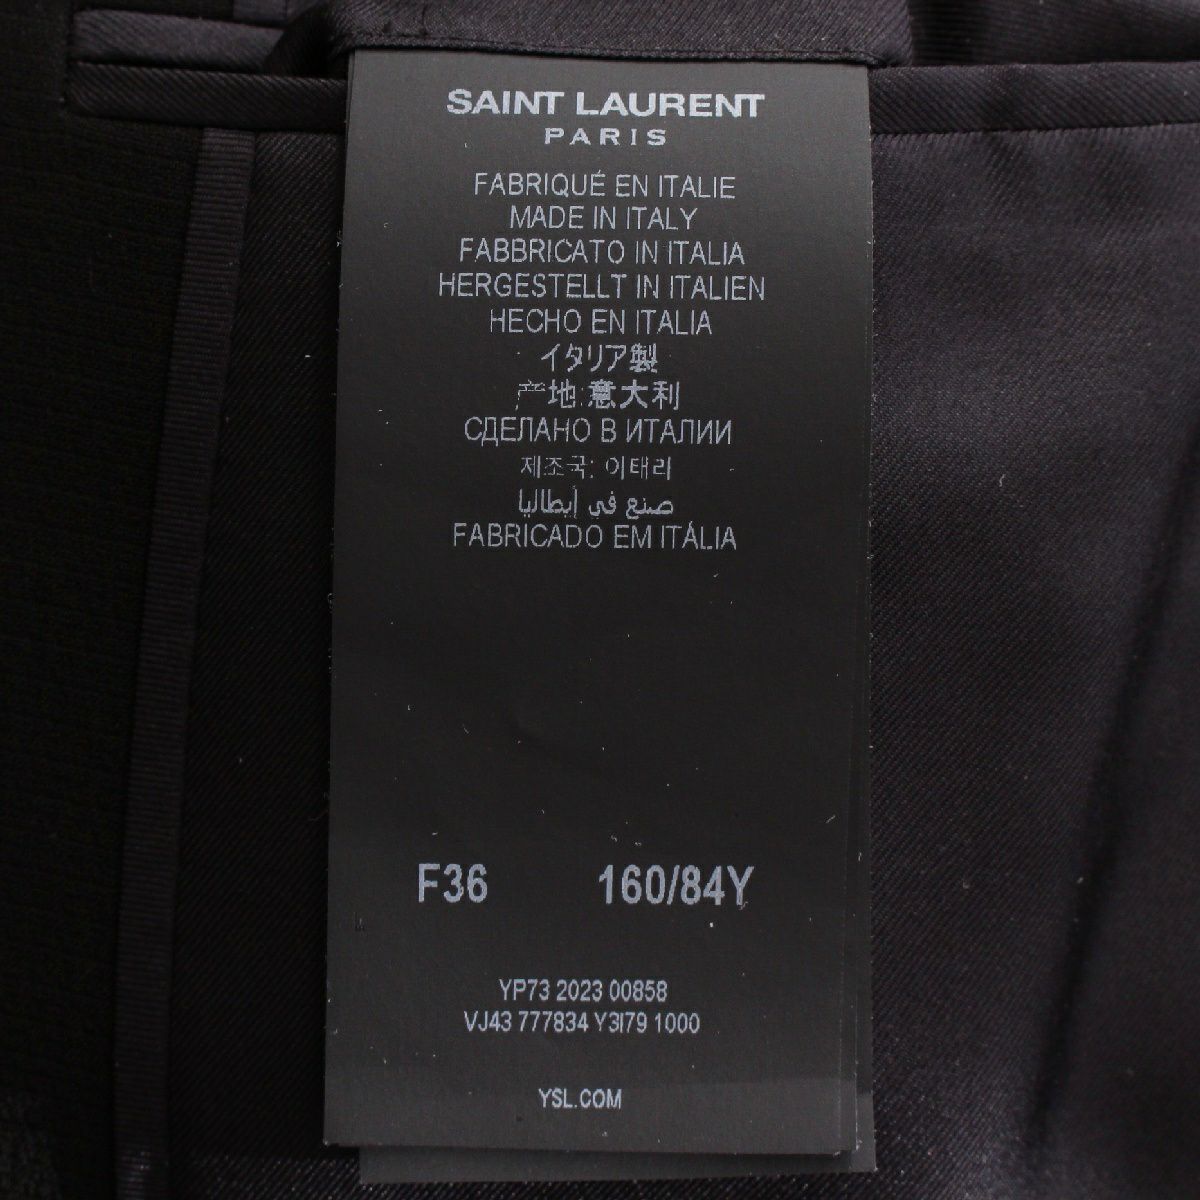 SAINT LAURENT
PARIS
FABRIQUÉ EN ITALIE
MADE IN ITALY
FABBRICATO IN ITALIA
HERGESTELLT IN ITALIEN
HECHO EN ITALIA
イタリア製
产地:意大利
СДЕЛАНО В ИТАЛИИ
제조국: 이태리
صنع في إيطاليا
FABRICADO EM ITÁLIA
F36 160/84Y
YP73 2023 00858
VJ43 777834 Y3I79 1000
YSL.COM